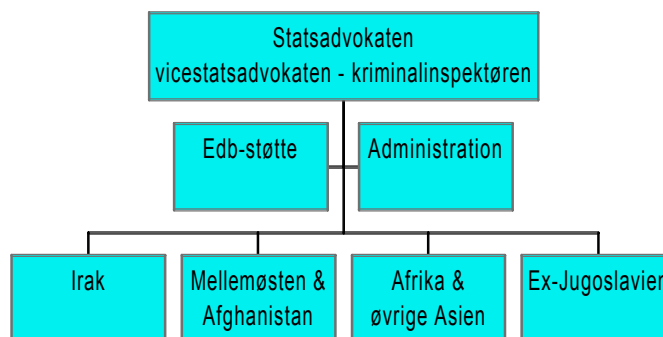 Statsadvokaten
vicestatsadvokaten - kriminalinspektøren
Edb-støtte
Administration
Irak
Mellemøsten &
Afghanistan
Afrika &
øvrige Asien
Ex-Jugoslavien